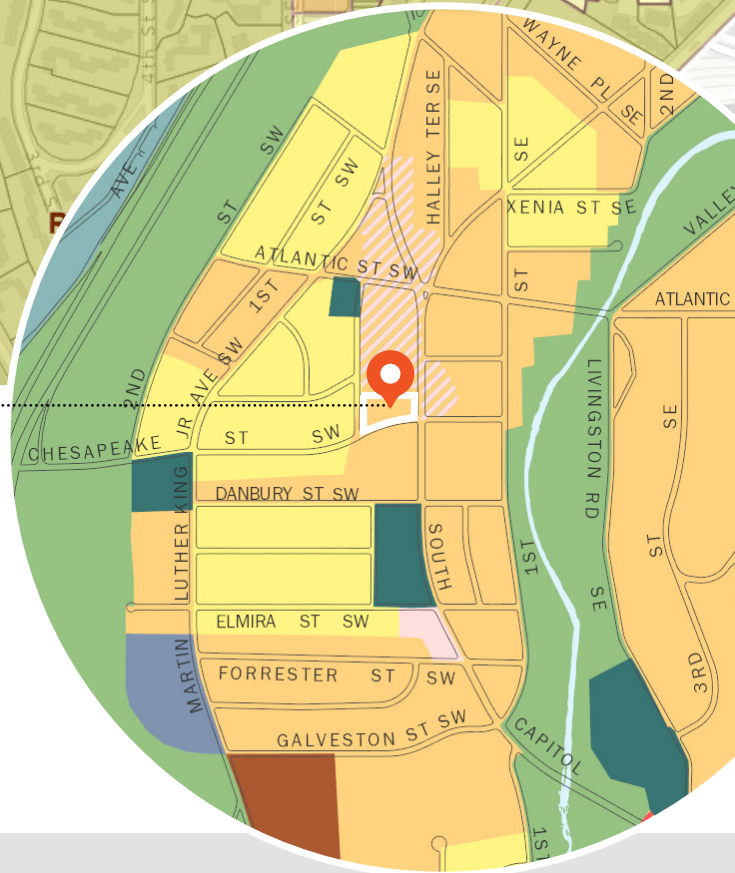 4th St
AVE
R
WAYNE PL SE
2ND
HALLEY TER SE
SE
SW
ST
ST SW
XENIA ST SE
VALLEY
ATLANTIC ST SW
ST
ATLANTIC
1ST
AVE SW
2ND
JR
LIVINGSTON RD
SE
SE
CHESAPEAKE
ST
SW
DANBURY ST SW
KING
LUTHER
MARTIN
SOUTH
1ST
ST
ELMIRA ST SW
FORRESTER ST SW
3RD
GALVESTON ST SW
CAPITOL
1ST